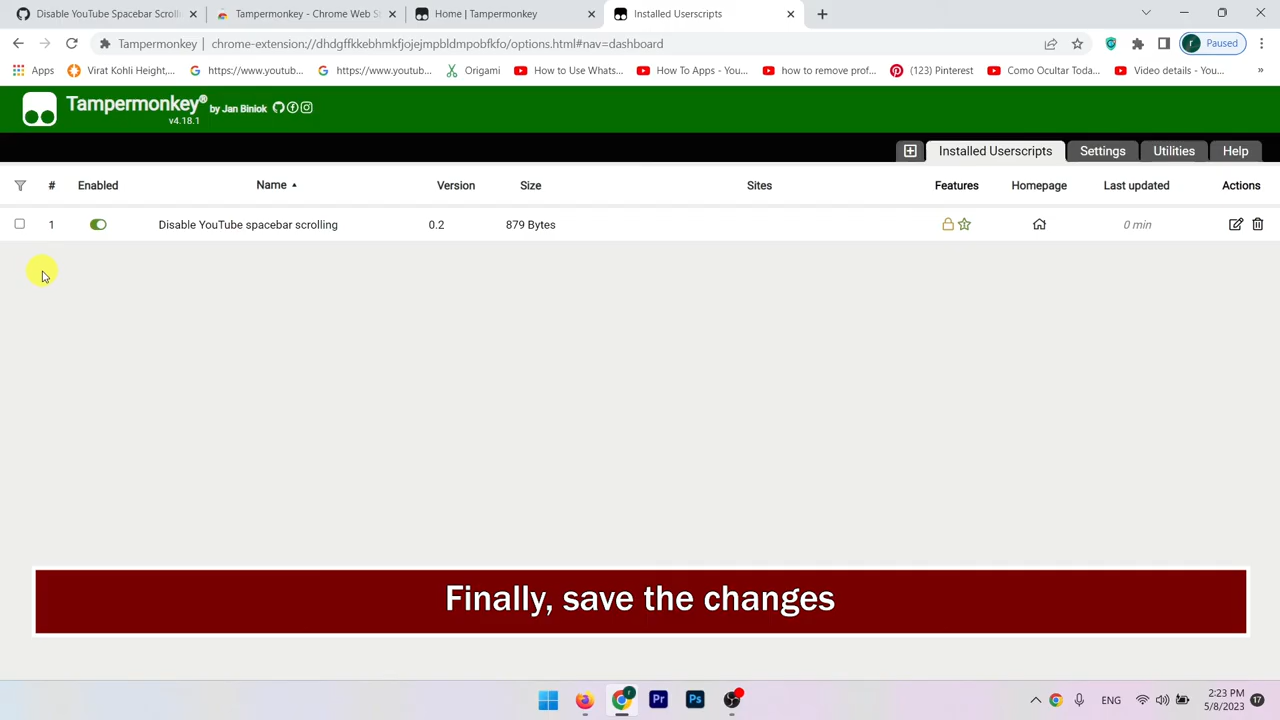 Disable YouTube Spacebar Scrolli
Tampermonkey - Chrome Web S
Home | Tampermonkey
Installed Userscripts
Tampermonkey | chrome-extension://dhdgffkkebhmkfjojejmpbldmpobfkfo/options.html#nav=dashboard
Paused
Apps
Virat Kohli Height,...
https://www.youtub...
https://www.youtub...
Origami
How to Use Whats...
How To Apps - You...
how to remove prof...
(123) Pinterest
Como Ocultar Toda...
Video details - You...
»
Tampermonkey® by Jan Biniok
v4.18.1
Installed Userscripts
Settings
Utilities
Help
# Enabled Name Version Size Sites Features Homepage Last updated Actions
1 Disable YouTube spacebar scrolling 0.2 879 Bytes 0 min
Finally, save the changes
r
Pr
Ps
ENG
2:23 PM
5/8/2023
17